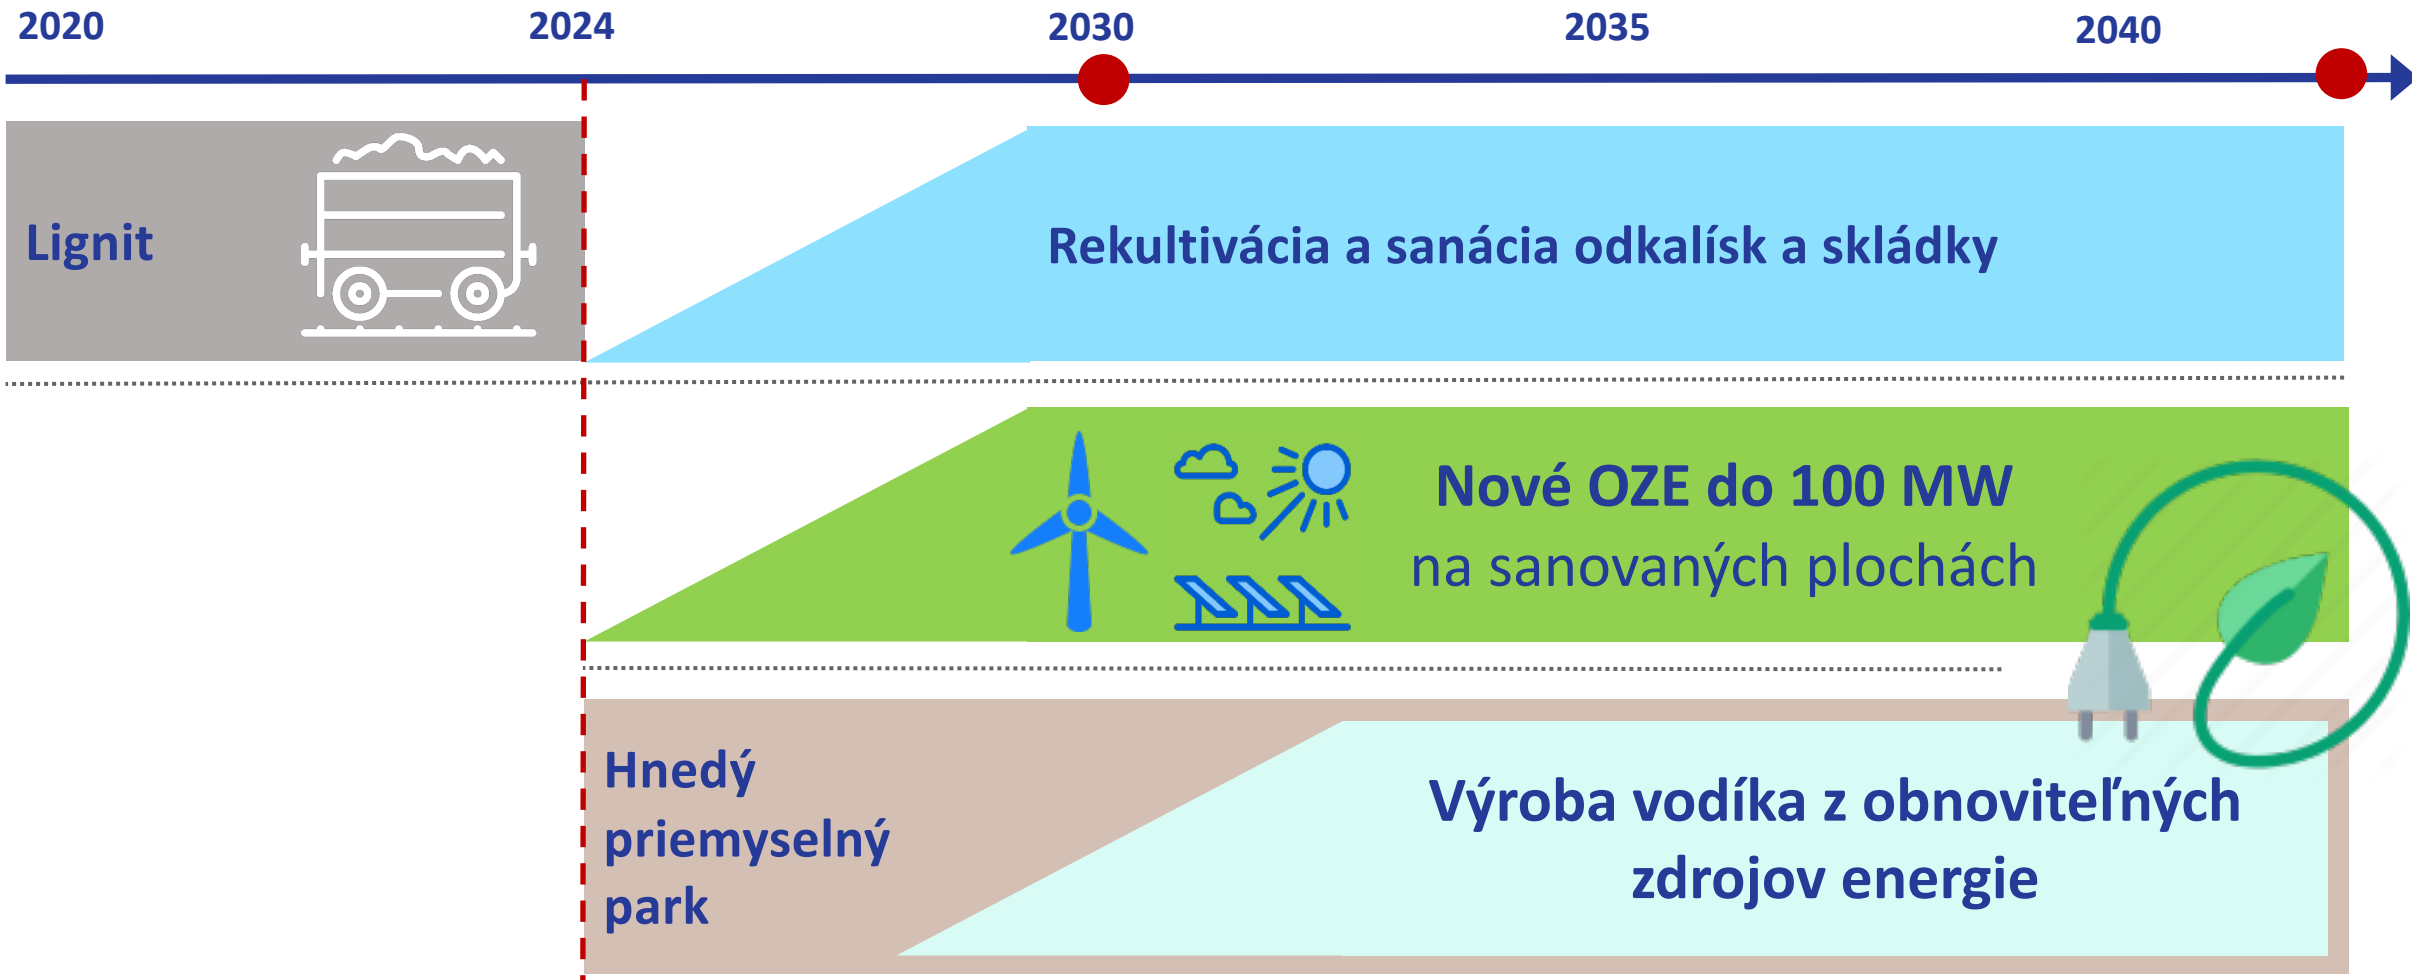 2020
2024
2030
2035
2040
Lignit
Rekultivácia a sanácia odkalísk a skládky
Nové OZE do 100 MW
na sanovaných plochách
Hnedý
priemyselný
park
Výroba vodíka z obnoviteľných
zdrojov energie